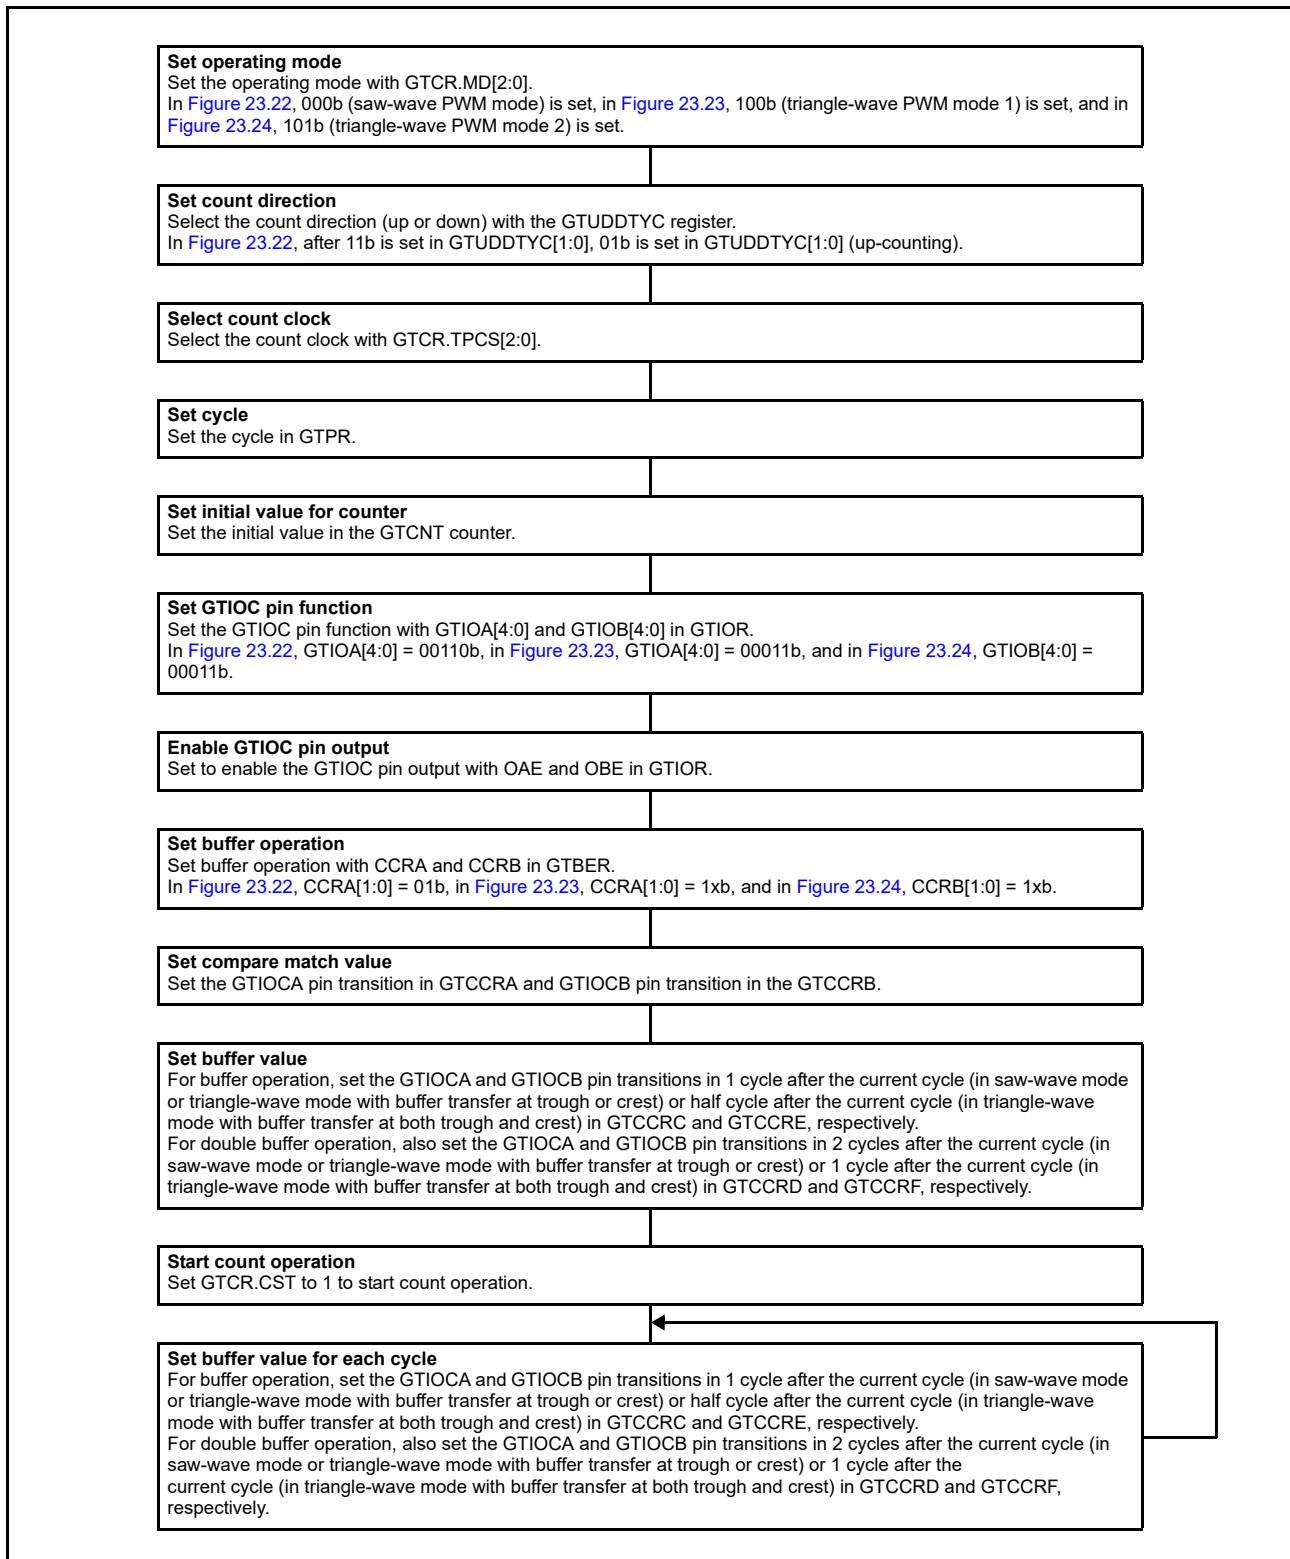 Set operating mode
Set the operating mode with GTCR.MD[2:0].
In Figure 23.22, 000b (saw-wave PWM mode) is set, in Figure 23.23, 100b (triangle-wave PWM mode 1) is set, and in
Figure 23.24, 101b (triangle-wave PWM mode 2) is set.
Set count direction
Select the count direction (up or down) with the GTUDDTYC register.
In Figure 23.22, after 11b is set in GTUDDTYC[1:0], 01b is set in GTUDDTYC[1:0] (up-counting).
Select count clock
Select the count clock with GTCR.TPCS[2:0].
Set cycle
Set the cycle in GTPR.
Set initial value for counter
Set the initial value in the GTCNT counter.
Set GTIOC pin function
Set the GTIOC pin function with GTIOA[4:0] and GTIOB[4:0] in GTIOR.
In Figure 23.22, GTIOA[4:0] = 00110b, in Figure 23.23, GTIOA[4:0] = 00011b, and in Figure 23.24, GTIOB[4:0] =
00011b.
Enable GTIOC pin output
Set to enable the GTIOC pin output with OAE and OBE in GTIOR.
Set buffer operation
Set buffer operation with CCRA and CCRB in GTBER.
In Figure 23.22, CCRA[1:0] = 01b, in Figure 23.23, CCRA[1:0] = 1xb, and in Figure 23.24, CCRB[1:0] = 1xb.
Set compare match value
Set the GTIOCA pin transition in GTCCRA and GTIOCB pin transition in the GTCCRB.
Set buffer value
For buffer operation, set the GTIOCA and GTIOCB pin transitions in 1 cycle after the current cycle (in saw-wave mode
or triangle-wave mode with buffer transfer at trough or crest) or half cycle after the current cycle (in triangle-wave
mode with buffer transfer at both trough and crest) in GTCCRC and GTCCRE, respectively.
For double buffer operation, also set the GTIOCA and GTIOCB pin transitions in 2 cycles after the current cycle (in
saw-wave mode or triangle-wave mode with buffer transfer at trough or crest) or 1 cycle after the current cycle (in
triangle-wave mode with buffer transfer at both trough and crest) in GTCCRD and GTCCRF, respectively.
Start count operation
Set GTCR.CST to 1 to start count operation.
Set buffer value for each cycle
For buffer operation, set the GTIOCA and GTIOCB pin transitions in 1 cycle after the current cycle (in saw-wave mode
or triangle-wave mode with buffer transfer at trough or crest) or half cycle after the current cycle (in triangle-wave
mode with buffer transfer at both trough and crest) in GTCCRC and GTCCRE, respectively.
For double buffer operation, also set the GTIOCA and GTIOCB pin transitions in 2 cycles after the current cycle (in
saw-wave mode or triangle-wave mode with buffer transfer at trough or crest) or 1 cycle after the
current cycle (in triangle-wave mode with buffer transfer at both trough and crest) in GTCCRD and GTCCRF,
respectively.